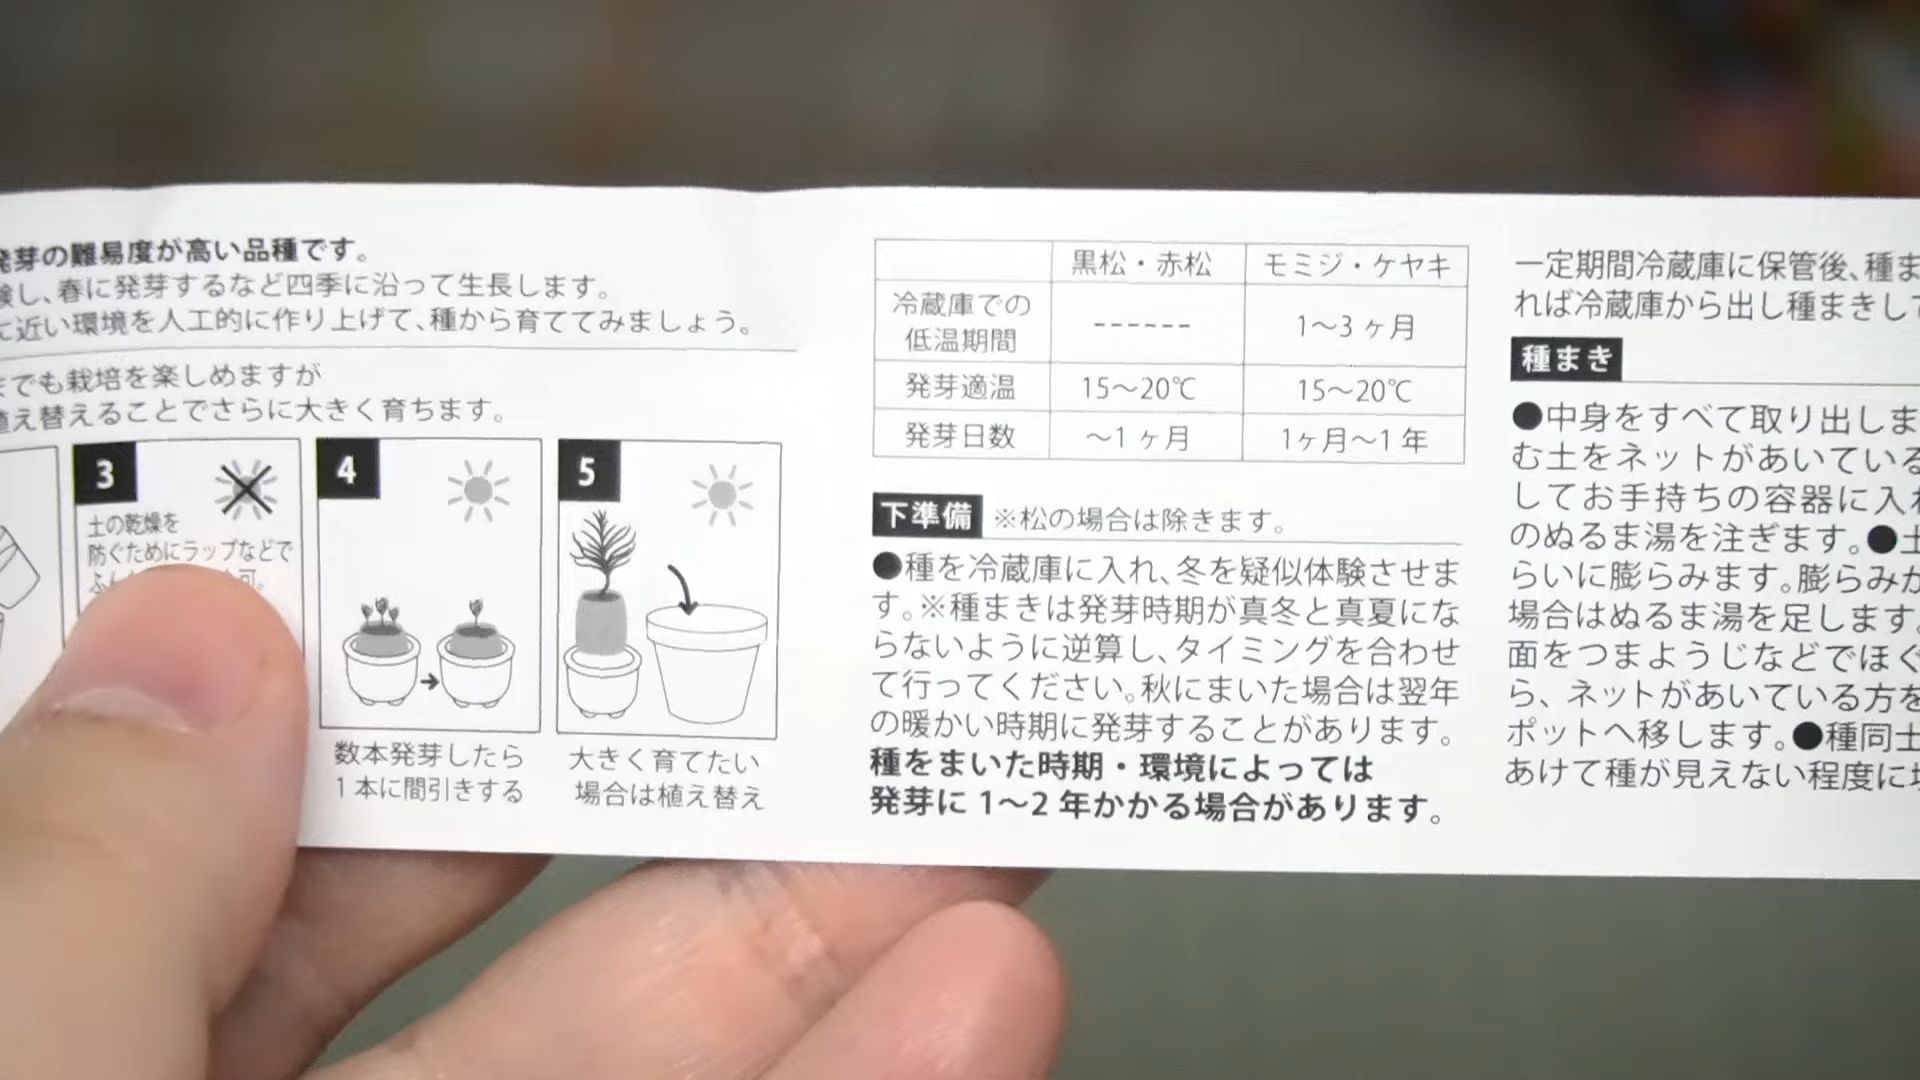 発芽の難易度が高い品種です。
験し、春に発芽するなど四季に沿って生長します。
に近い環境を人工的に作り上げて、種から育ててみましょう。
までも栽培を楽しめますが
植え替えることでさらに大きく育ちます。
3
土の乾燥を
防ぐためにラップなどで
可。
4
数本発芽したら
1本に間引きする
5
大きく育てたい
場合は植え替え
黒松・赤松 モミジ・ケヤキ
冷蔵庫での
低温期間 ------ 1〜3ヶ月
発芽適温 15〜20℃ 15〜20℃
発芽日数 〜1ヶ月 1ヶ月〜1年
下準備 ※松の場合は除きます。
●種を冷蔵庫に入れ、冬を疑似体験させま
す。※種まきは発芽時期が真冬と真夏にな
らないように逆算し、タイミングを合わせ
て行ってください。秋にまいた場合は翌年
の暖かい時期に発芽することがあります。
種をまいた時期・環境によっては
発芽に1〜2年かかる場合があります。
一定期間冷蔵庫に保管後、種ま
れば冷蔵庫から出し種まきして
種まき
●中身をすべて取り出しま
む土をネットがあいている
してお手持ちの容器に入れ
のぬるま湯を注ぎます。●土
らいに膨らみます。膨らみが
場合はぬるま湯を足します。
面をつまようじなどでほぐ
ら、ネットがあいている方を
ポットへ移します。●種同士
あけて種が見えない程度に